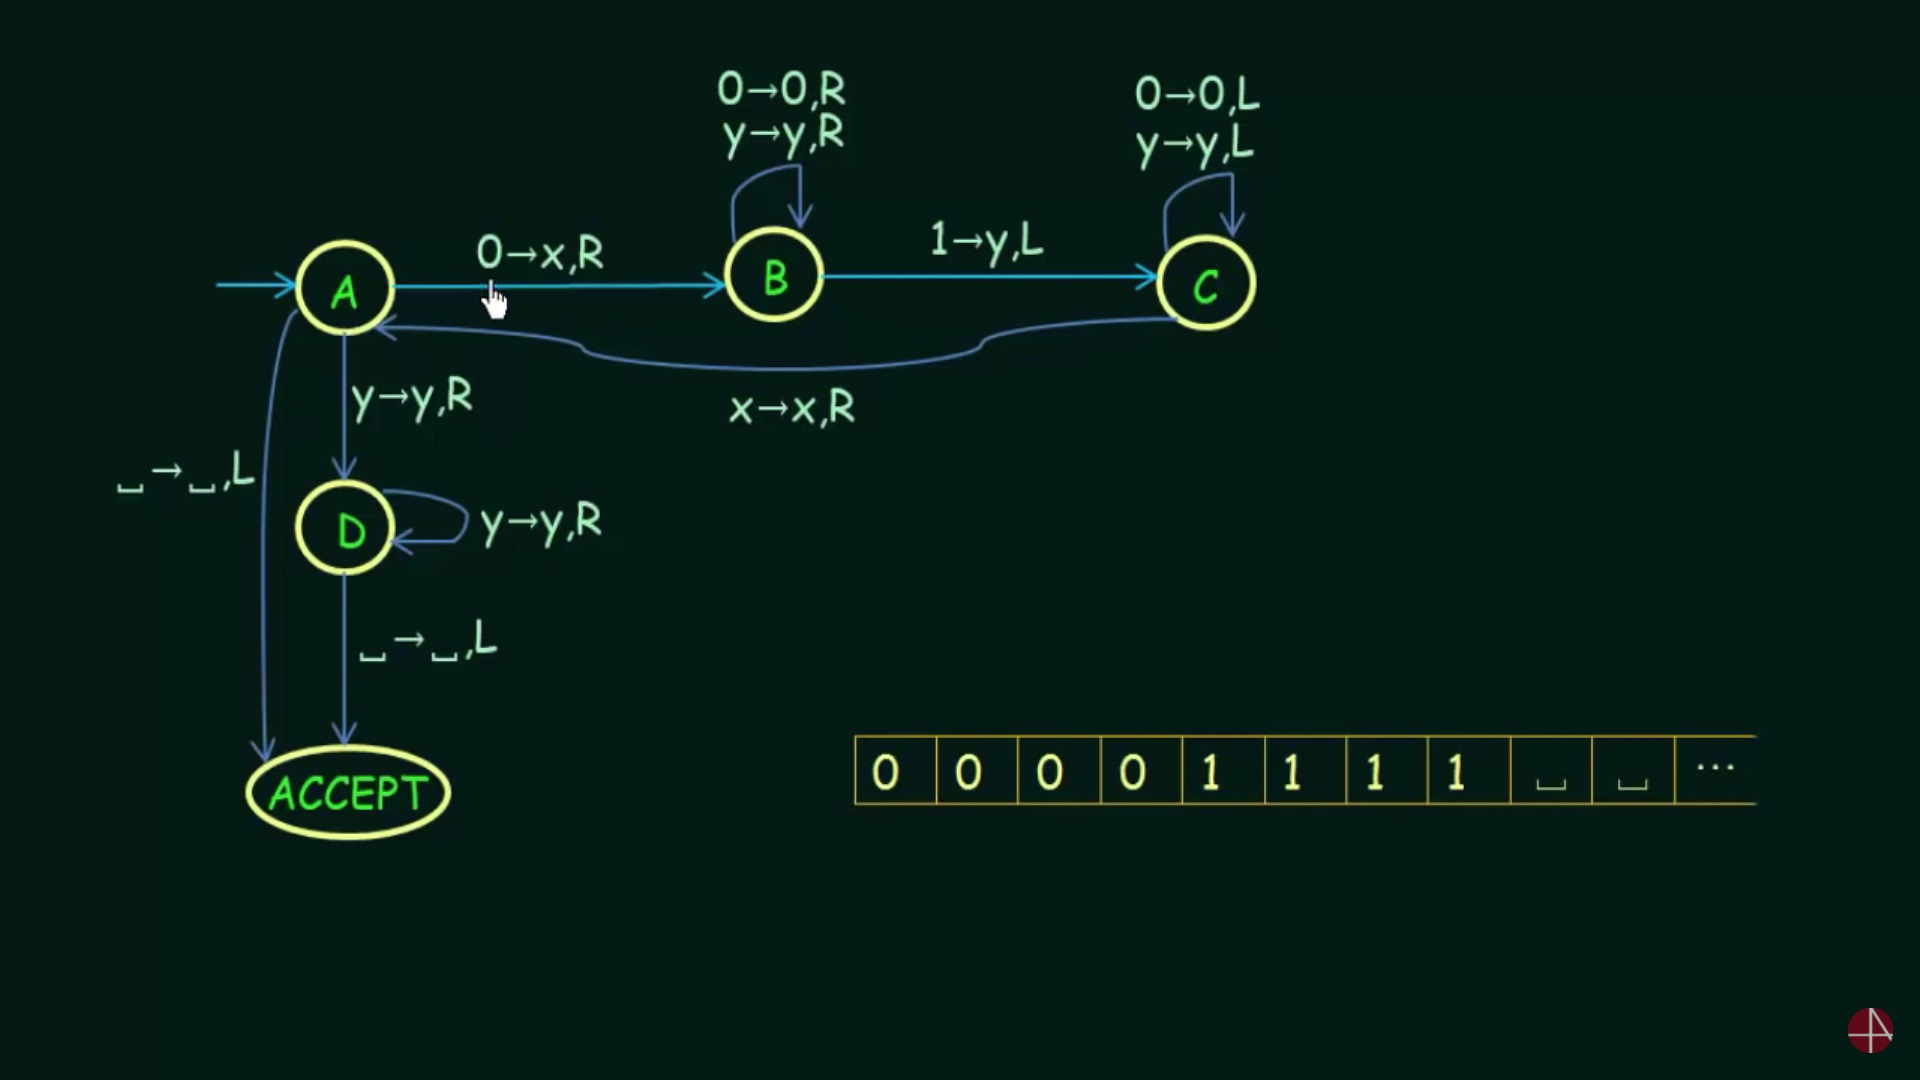 0→0,R
y→y,R
0→0,L
y→y,L
0→x,R
1→y,L
A
B
C
y→y,R
x→x,R
␣→␣,L
D
y→y,R
␣→␣,L
ACCEPT
0 0 0 0 1 1 1 1 ␣ ␣ ...